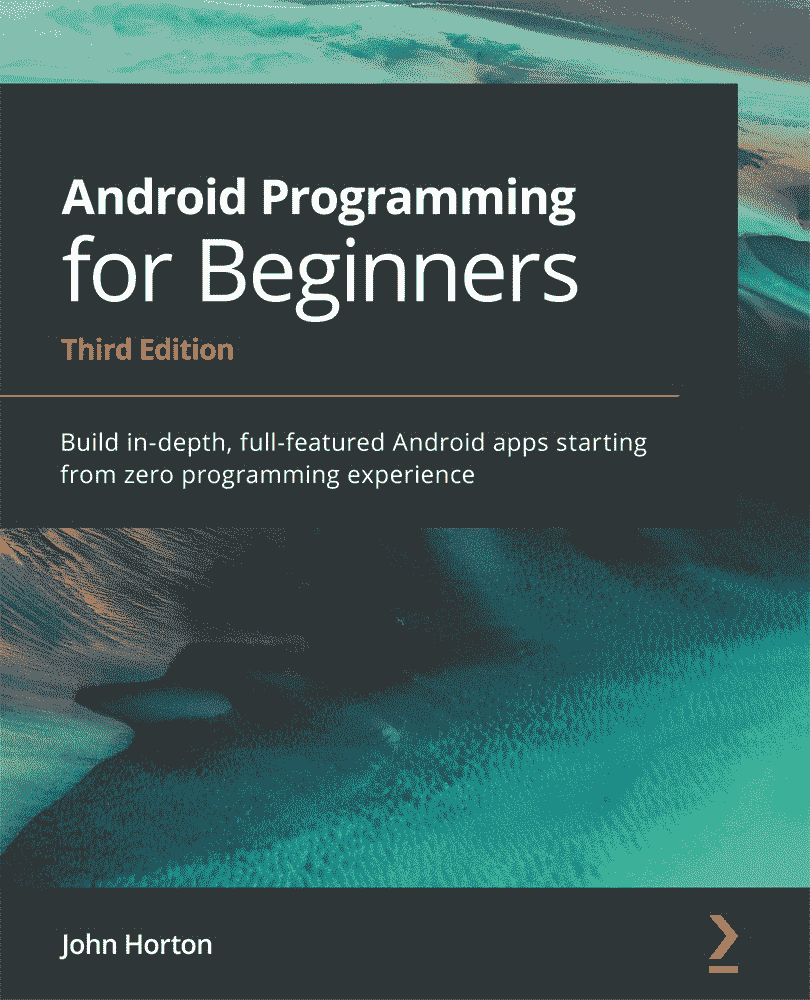 Android Programming
for Beginners
Third Edition
Build in-depth, full-featured Android apps starting
from zero programming experience
John Horton